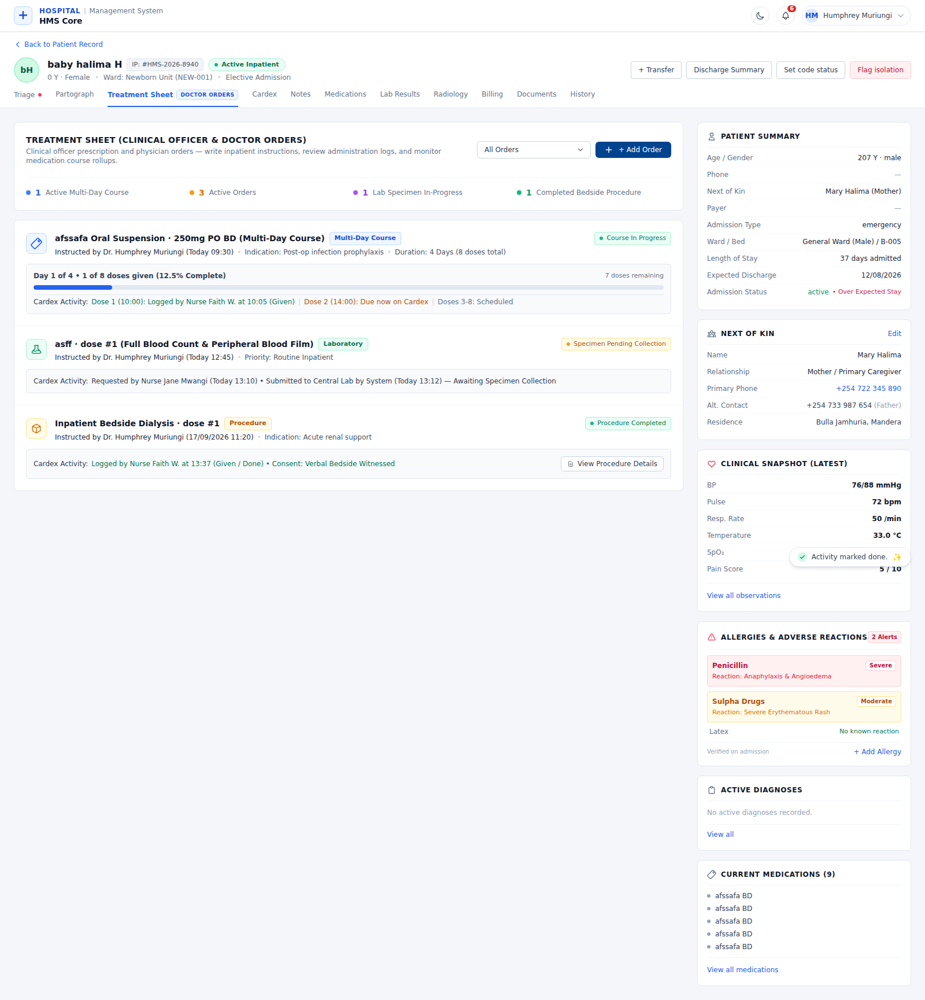 HOSPITAL | Management System
HMS Core
6
HM Humphrey Muriungi
Back to Patient Record
bH
baby halima H IP: #HMS-2026-8940 Active Inpatient
0 Y · Female • Ward: Newborn Unit (NEW-001) • Elective Admission
+ Transfer Discharge Summary Set code status Flag isolation
Triage Partograph Treatment Sheet DOCTOR ORDERS Cardex Notes Medications Lab Results Radiology Billing Documents History
TREATMENT SHEET (CLINICAL OFFICER & DOCTOR ORDERS)
Clinical officer prescription and physician orders — write inpatient instructions, review administration logs, and monitor
medication course rollups.
All Orders
+ Add Order
1 Active Multi-Day Course
3 Active Orders
1 Lab Specimen In-Progress
1 Completed Bedside Procedure
afssafa Oral Suspension · 250mg PO BD (Multi-Day Course) Multi-Day Course
Course In Progress
Instructed by Dr. Humphrey Muriungi (Today 09:30) • Indication: Post-op infection prophylaxis • Duration: 4 Days (8 doses total)
Day 1 of 4 • 1 of 8 doses given (12.5% Complete)
7 doses remaining
Cardex Activity: Dose 1 (10:00): Logged by Nurse Faith W. at 10:05 (Given) | Dose 2 (14:00): Due now on Cardex | Doses 3-8: Scheduled
asff · dose #1 (Full Blood Count & Peripheral Blood Film) Laboratory
Specimen Pending Collection
Instructed by Dr. Humphrey Muriungi (Today 12:45) • Priority: Routine Inpatient
Cardex Activity: Requested by Nurse Jane Mwangi (Today 13:10) • Submitted to Central Lab by System (Today 13:12) — Awaiting Specimen Collection
Inpatient Bedside Dialysis · dose #1 Procedure
Procedure Completed
Instructed by Dr. Humphrey Muriungi (17/09/2026 11:20) • Indication: Acute renal support
Cardex Activity: Logged by Nurse Faith W. at 13:37 (Given / Done) • Consent: Verbal Bedside Witnessed
View Procedure Details
PATIENT SUMMARY
Age / Gender 207 Y · male
Phone —
Next of Kin Mary Halima (Mother)
Payer —
Admission Type emergency
Ward / Bed General Ward (Male) / B-005
Length of Stay 37 days admitted
Expected Discharge 12/08/2026
Admission Status active • Over Expected Stay
NEXT OF KIN Edit
Name Mary Halima
Relationship Mother / Primary Caregiver
Primary Phone +254 722 345 890
Alt. Contact +254 733 987 654 (Father)
Residence Bulla Jamhuria, Mandera
CLINICAL SNAPSHOT (LATEST)
BP 76/88 mmHg
Pulse 72 bpm
Resp. Rate 50 /min
Temperature 33.0 °C
SpO₂
Activity marked done. ✨
Pain Score 5 / 10
View all observations
ALLERGIES & ADVERSE REACTIONS 2 Alerts
Penicillin Severe
Reaction: Anaphylaxis & Angioedema
Sulpha Drugs Moderate
Reaction: Severe Erythematous Rash
Latex No known reaction
Verified on admission + Add Allergy
ACTIVE DIAGNOSES
No active diagnoses recorded.
View all
CURRENT MEDICATIONS (9)
afssafa BD
afssafa BD
afssafa BD
afssafa BD
afssafa BD
View all medications